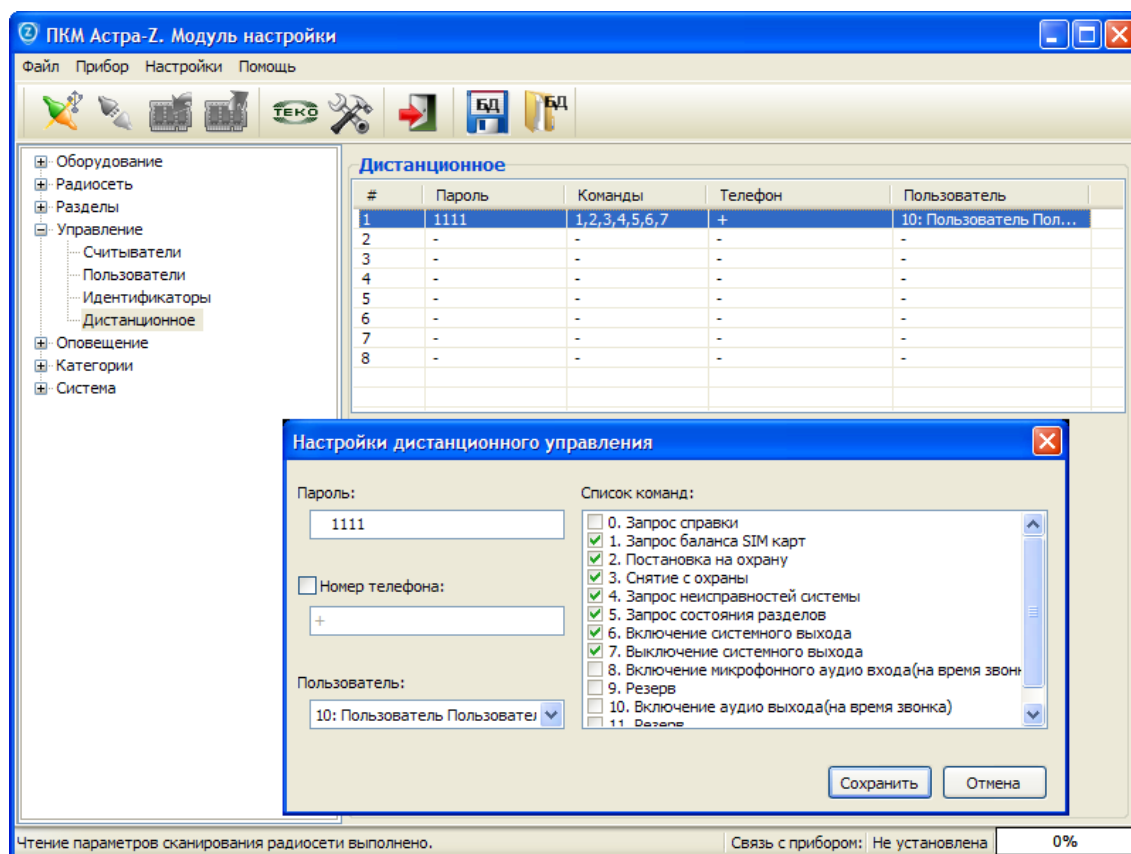 ПКМ Астра-Z. Модуль настройки
Файл Прибор Настройки Помощь
ТЕКО БД БД
Оборудование
Радиосеть
Разделы
Управление
Считыватели
Пользователи
Идентификаторы
Дистанционное
Оповещение
Категории
Система
Дистанционное
# Пароль Команды Телефон Пользователь
1 1111 1,2,3,4,5,6,7 + 10: Пользователь Пол...
2 - - - -
3 - - - -
4 - - - -
5 - - - -
6 - - - -
7 - - - -
8 - - - -
Настройки дистанционного управления
Пароль:
1111
Номер телефона:
+
Пользователь:
10: Пользователь Пользовател
Список команд:
0. Запрос справки
1. Запрос баланса SIM карт
2. Постановка на охрану
3. Снятие с охраны
4. Запрос неисправностей системы
5. Запрос состояния разделов
6. Включение системного выхода
7. Выключение системного выхода
8. Включение микрофонного аудио входа(на время звонк
9. Резерв
10. Включение аудио выхода(на время звонка)
11. Резерв
Сохранить Отмена
Чтение параметров сканирования радиосети выполнено. Связь с прибором: Не установлена 0%